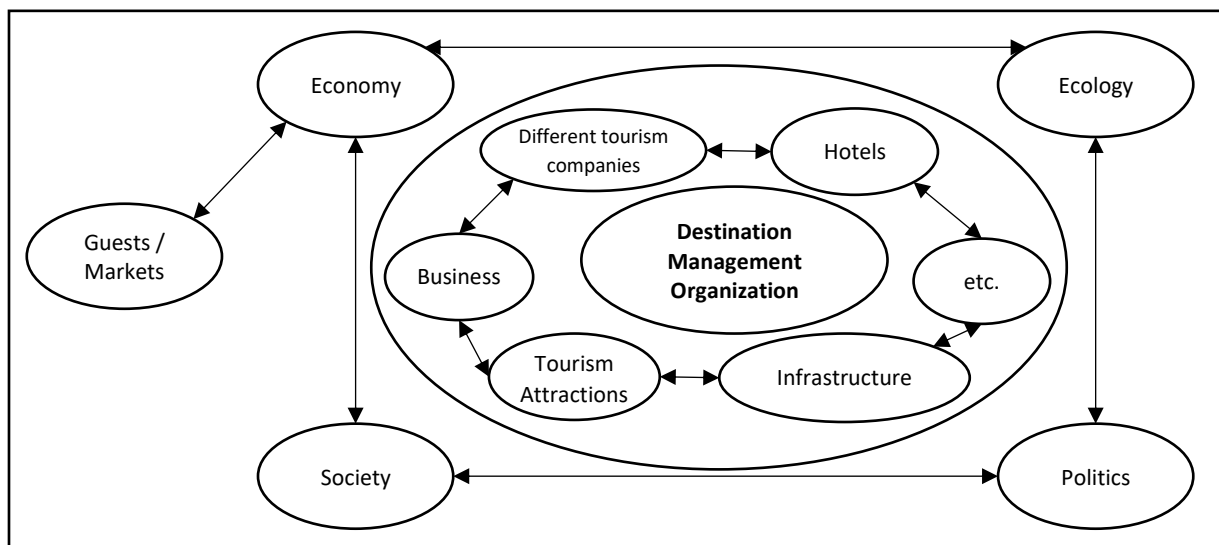 Economy
Ecology
Different tourism
companies
Hotels
Guests /
Markets
Destination
Management
Organization
Business
etc.
Tourism
Attractions
Infrastructure
Society
Politics